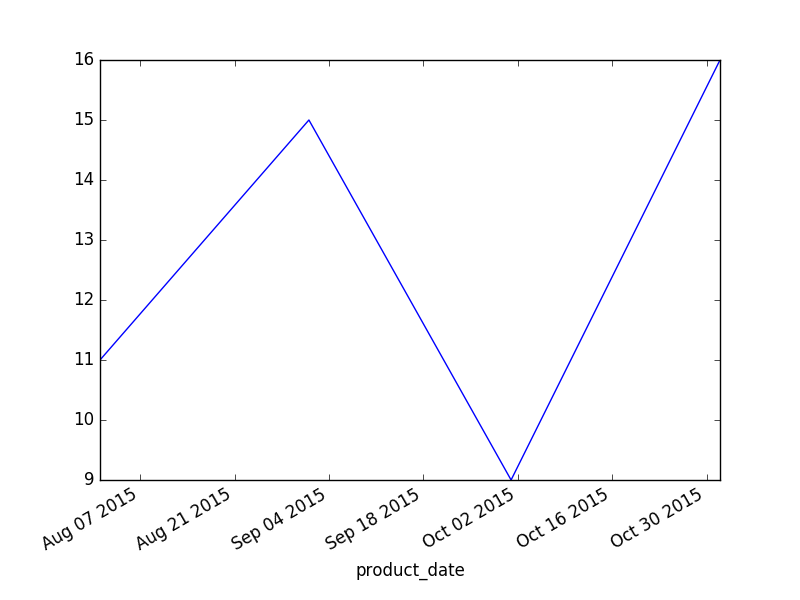 16
15
14
13
12
11
10
9
Aug 07 2015
Aug 21 2015
Sep 04 2015
Sep 18 2015
Oct 02 2015
Oct 16 2015
Oct 30 2015
product_date